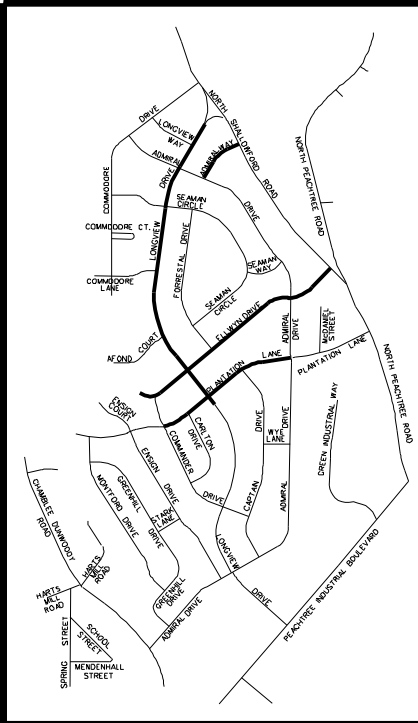 NORTH SHALLOWFORD ROAD
DRIVE
LONGVIEW WAY
ADMIRAL
ADMIRAL WAY
NORTH PEACHTREE ROAD
COMMODORE
DRIVE
SEAMAN CIRCLE
DRIVE
COMMODORE CT.
LONGVIEW
FORRESTAL DRIVE
SEAMAN WAY
COMMODORE LANE
SEAMAN CIRCLE
ELLWYN DRIVE
ADMIRAL DRIVE
McDANIEL STREET
AFOND COURT
PLANTATION LANE
PLANTATION LANE
NORTH PEACHTREE ROAD
ENSIGN COURT
CARLTON DRIVE
COMMANDER
DRIVE
WYE LANE
DRIVE
GREEN INDUSTRIAL WAY
ENSIGN DRIVE
GREENHILL
MONTFORD DRIVE
CHAMBLEE DUNWOODY ROAD
STARK LANE
DRIVE
CAPTAIN
ADMIRAL
LONGVIEW DRIVE
PEACHTREE INDUSTRIAL BOULEVARD
HARTS MILL ROAD
HARTS MILL ROAD
GREENHILL DRIVE
ADMIRAL DRIVE
SCHOOL STREET
SPRING STREET
MENDENHALL STREET